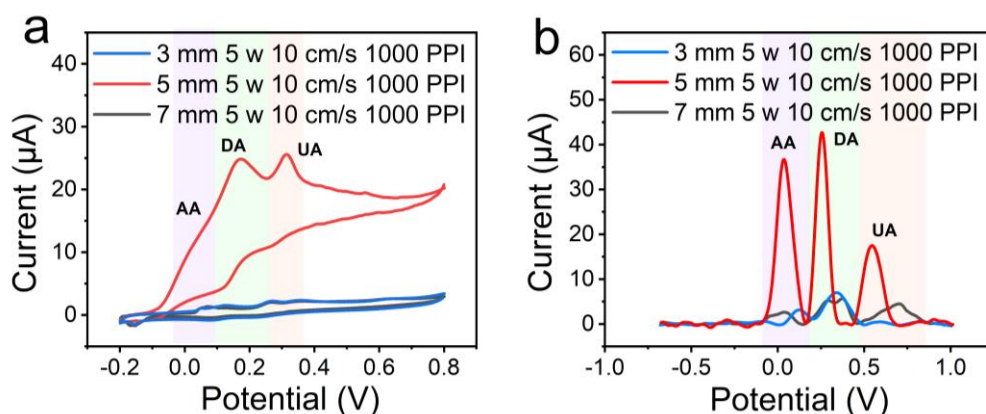 a
Current (μA)
45
30
15
0
3 mm 5 w 10 cm/s 1000 PPI
5 mm 5 w 10 cm/s 1000 PPI
7 mm 5 w 10 cm/s 1000 PPI
AA
DA
UA
-0.2 0.0 0.2 0.4 0.6 0.8
Potential (V)
b
Current (μA)
60
50
40
30
20
10
0
3 mm 5 w 10 cm/s 1000 PPI
5 mm 5 w 10 cm/s 1000 PPI
7 mm 5 w 10 cm/s 1000 PPI
AA
DA
UA
-1.0 -0.5 0.0 0.5 1.0
Potential (V)